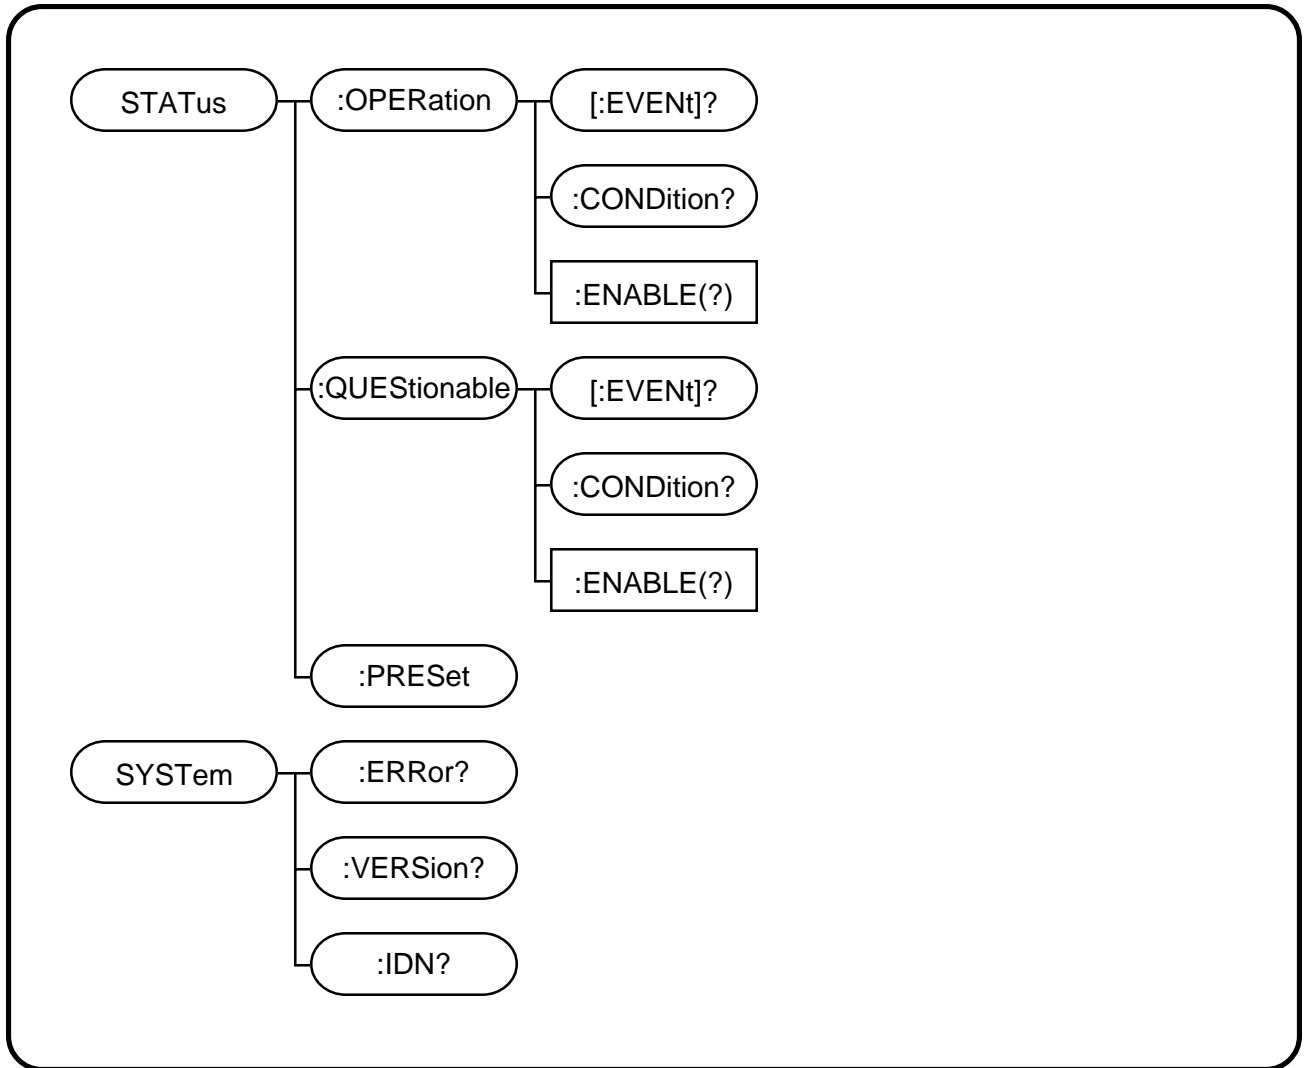 STATus
:OPERation
[:EVENt]?
:CONDition?
:ENABLE(?)
:QUEStionable
[:EVENt]?
:CONDition?
:ENABLE(?)
:PRESet
SYSTem
:ERRor?
:VERSion?
:IDN?